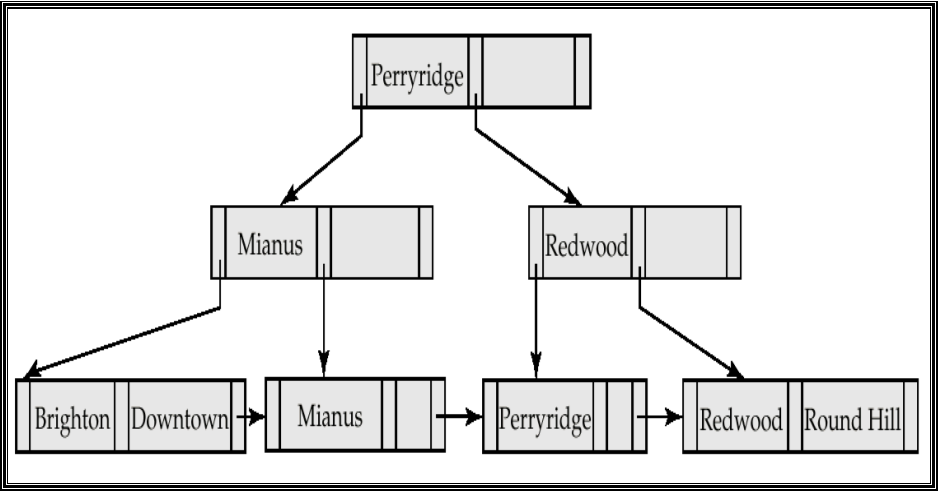 Perryridge
Mianus
Redwood
Brighton
Downtown
Mianus
Perryridge
Redwood
Round Hill